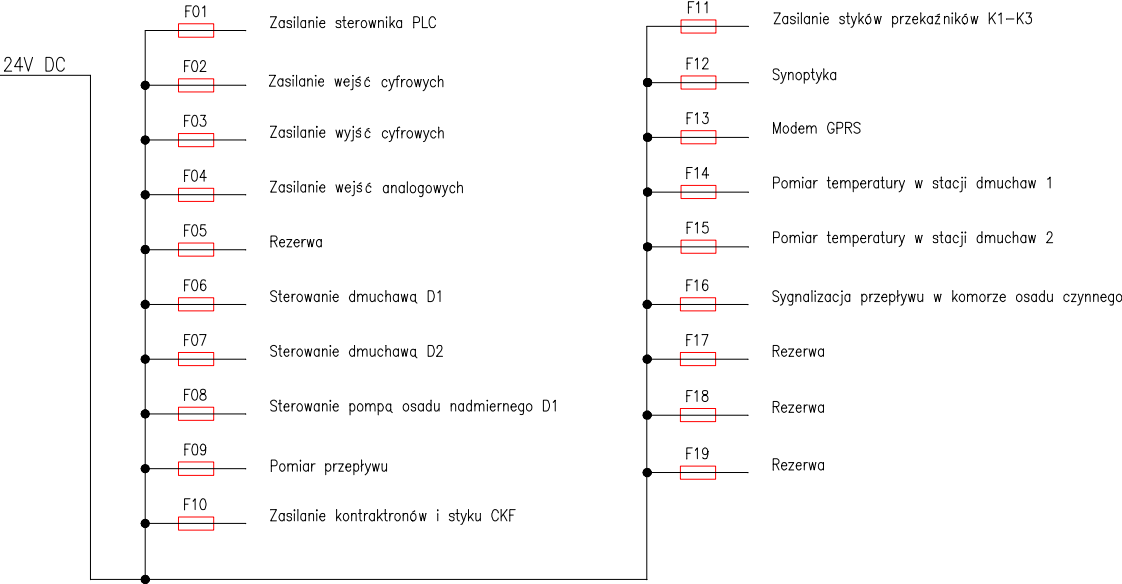 24V DC
F01 Zasilanie sterownika PLC
F02 Zasilanie wejść cyfrowych
F03 Zasilanie wyjść cyfrowych
F04 Zasilanie wejść analogowych
F05 Rezerwa
F06 Sterowanie dmuchawą D1
F07 Sterowanie dmuchawą D2
F08 Sterowanie pompą osadu nadmiernego D1
F09 Pomiar przepływu
F10 Zasilanie kontraktronów i styku CKF
F11 Zasilanie styków przekaźników K1-K3
F12 Synoptyka
F13 Modem GPRS
F14 Pomiar temperatury w stacji dmuchaw 1
F15 Pomiar temperatury w stacji dmuchaw 2
F16 Sygnalizacja przepływu w komorze osadu czynnego
F17 Rezerwa
F18 Rezerwa
F19 Rezerwa